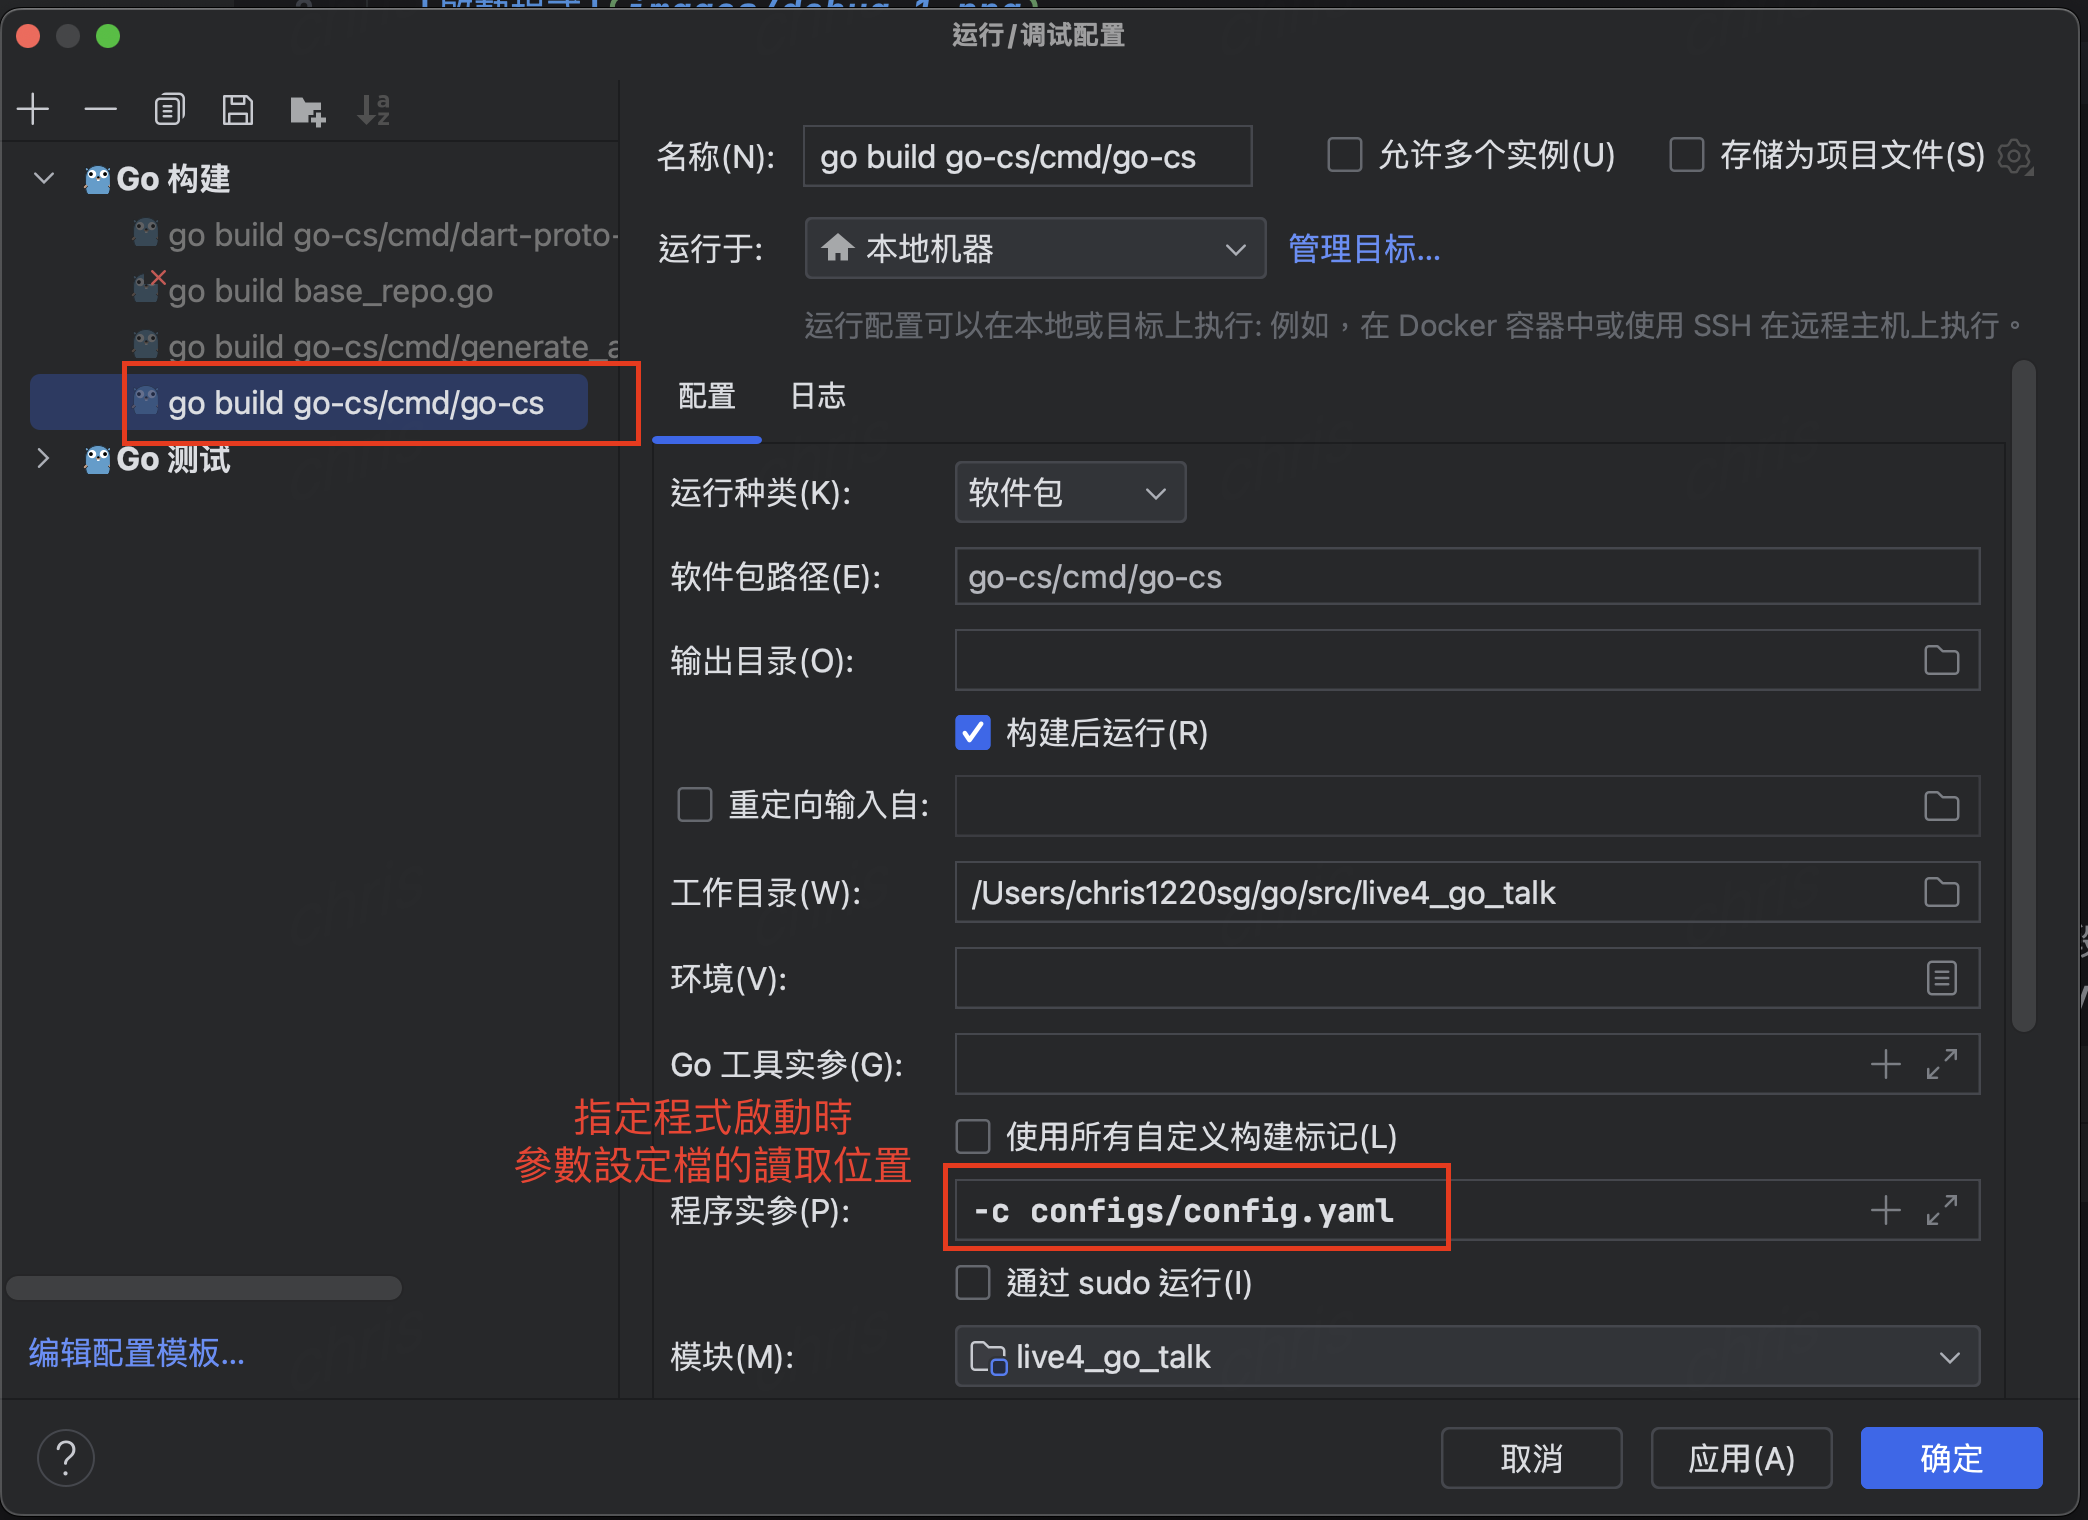 运行/调试配置
Go 构建
go build go-cs/cmd/dart-proto-
go build base_repo.go
go build go-cs/cmd/generate_a
go build go-cs/cmd/go-cs
Go 测试
编辑配置模板...
名称(N):
go build go-cs/cmd/go-cs
允许多个实例(U)
存储为项目文件(S)
运行于:
本地机器
管理目标...
运行配置可以在本地或目标上执行: 例如，在 Docker 容器中或使用 SSH 在远程主机上执行。
配置
日志
运行种类(K):
软件包
软件包路径(E):
go-cs/cmd/go-cs
输出目录(O):
构建后运行(R)
重定向输入自:
工作目录(W):
/Users/chris1220sg/go/src/live4_go_talk
环境(V):
Go 工具实参(G):
使用所有自定义构建标记(L)
指定程式啟動時
參數設定檔的讀取位置
程序实参(P):
-c configs/config.yaml
通过 sudo 运行(I)
模块(M):
live4_go_talk
?
取消
应用(A)
确定